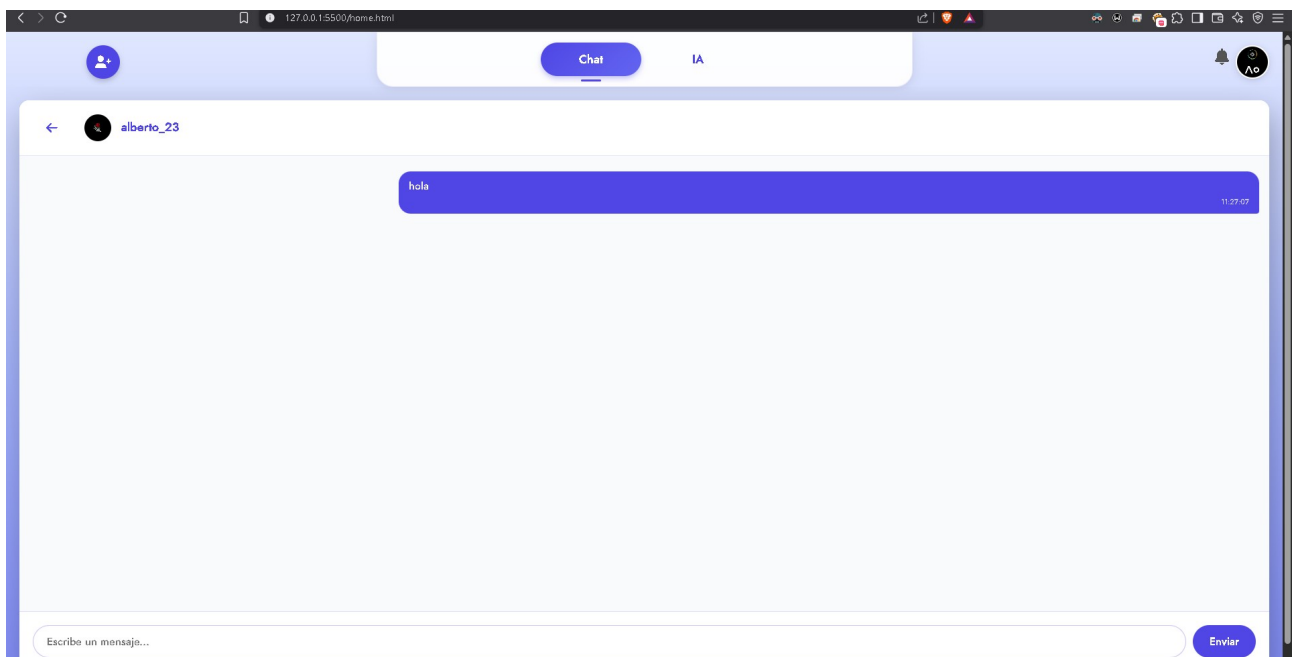 127.0.0.1:5500/home.html
Chat
IA
alberto_23
hola
11:27:07
Escribe un mensaje...
Enviar